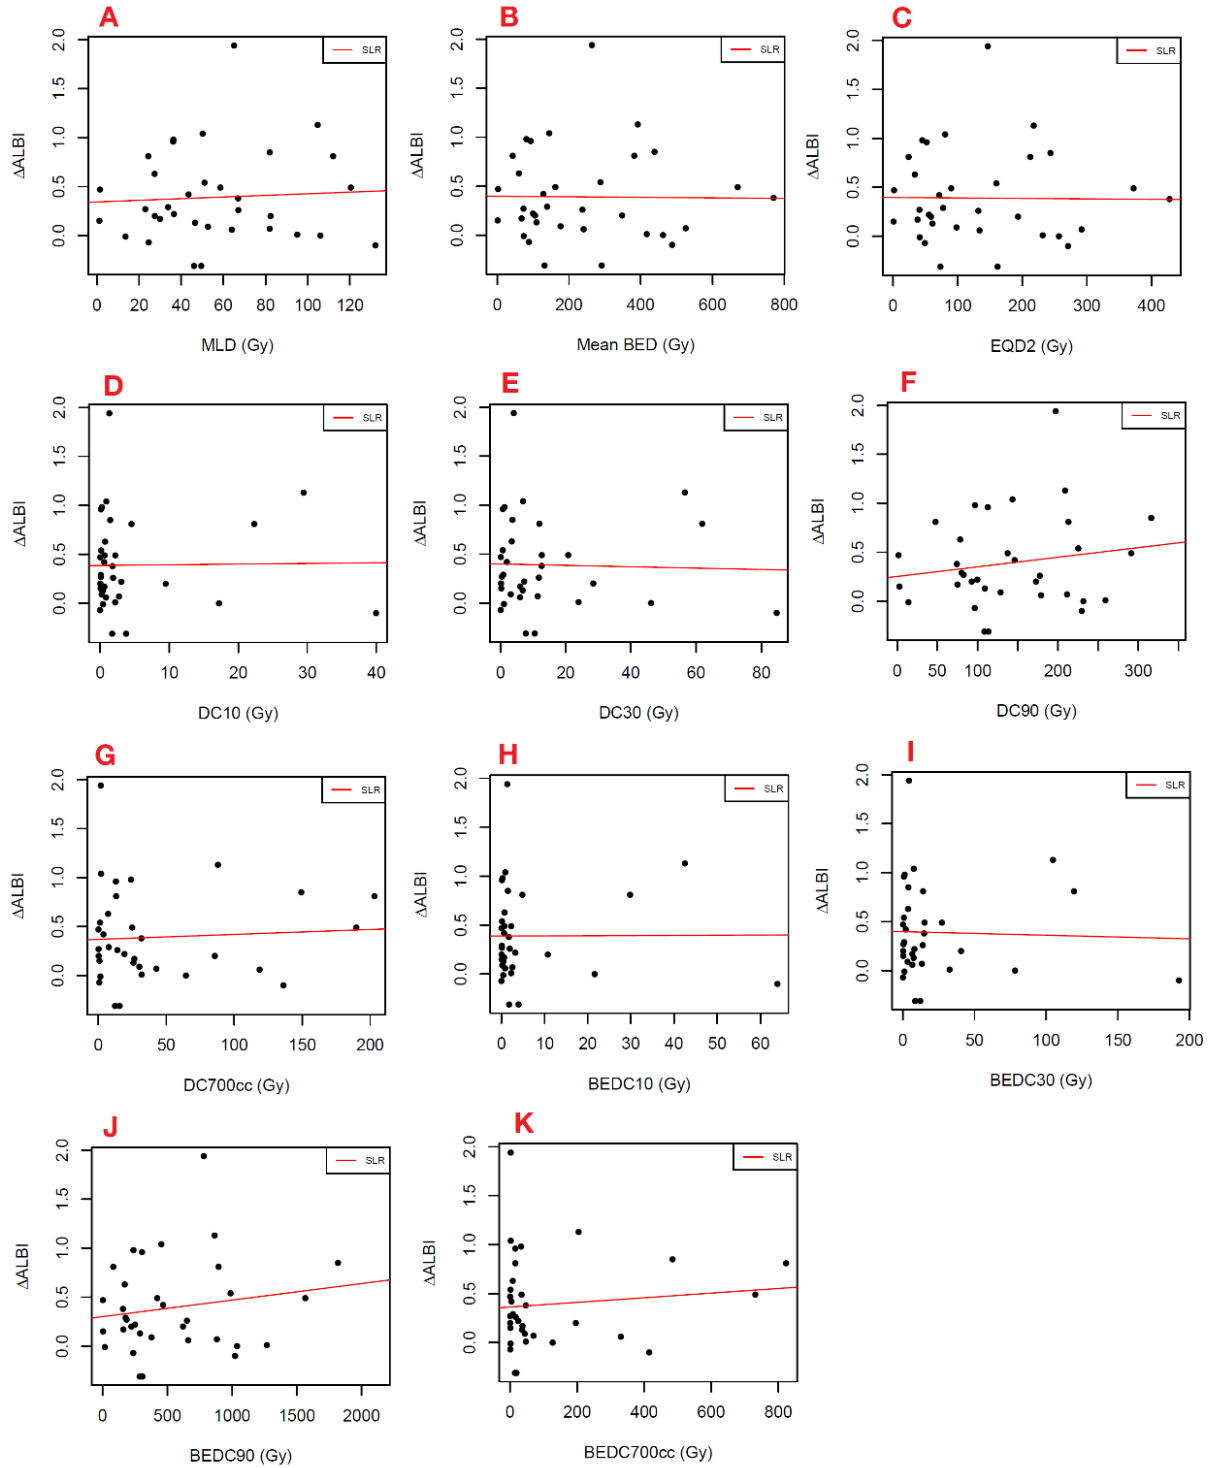 A
B
C
2.0
1.5
1.0
0.5
0.0
ΔALBI
SLR
0 20 40 60 80 100 120
MLD (Gy)
2.0
1.5
1.0
0.5
0.0
ΔALBI
SLR
0 200 400 600 800
Mean BED (Gy)
2.0
1.5
1.0
0.5
0.0
ΔALBI
SLR
0 100 200 300 400
EQD2 (Gy)
D
E
F
2.0
1.5
1.0
0.5
0.0
ΔALBI
SLR
0 10 20 30 40
DC10 (Gy)
2.0
1.5
1.0
0.5
0.0
ΔALBI
SLR
0 20 40 60 80
DC30 (Gy)
2.0
1.5
1.0
0.5
0.0
ΔALBI
SLR
0 50 100 150 200 300
DC90 (Gy)
G
H
I
2.0
1.5
1.0
0.5
0.0
ΔALBI
SLR
0 50 100 150 200
DC700cc (Gy)
2.0
1.5
1.0
0.5
0.0
ΔALBI
SLR
0 10 20 30 40 50 60
BEDC10 (Gy)
2.0
1.5
1.0
0.5
0.0
ΔALBI
SLR
0 50 100 150 200
BEDC30 (Gy)
J
K
2.0
1.5
1.0
0.5
0.0
ΔALBI
SLR
0 500 1000 1500 2000
BEDC90 (Gy)
2.0
1.5
1.0
0.5
0.0
ΔALBI
SLR
0 200 400 600 800
BEDC700cc (Gy)